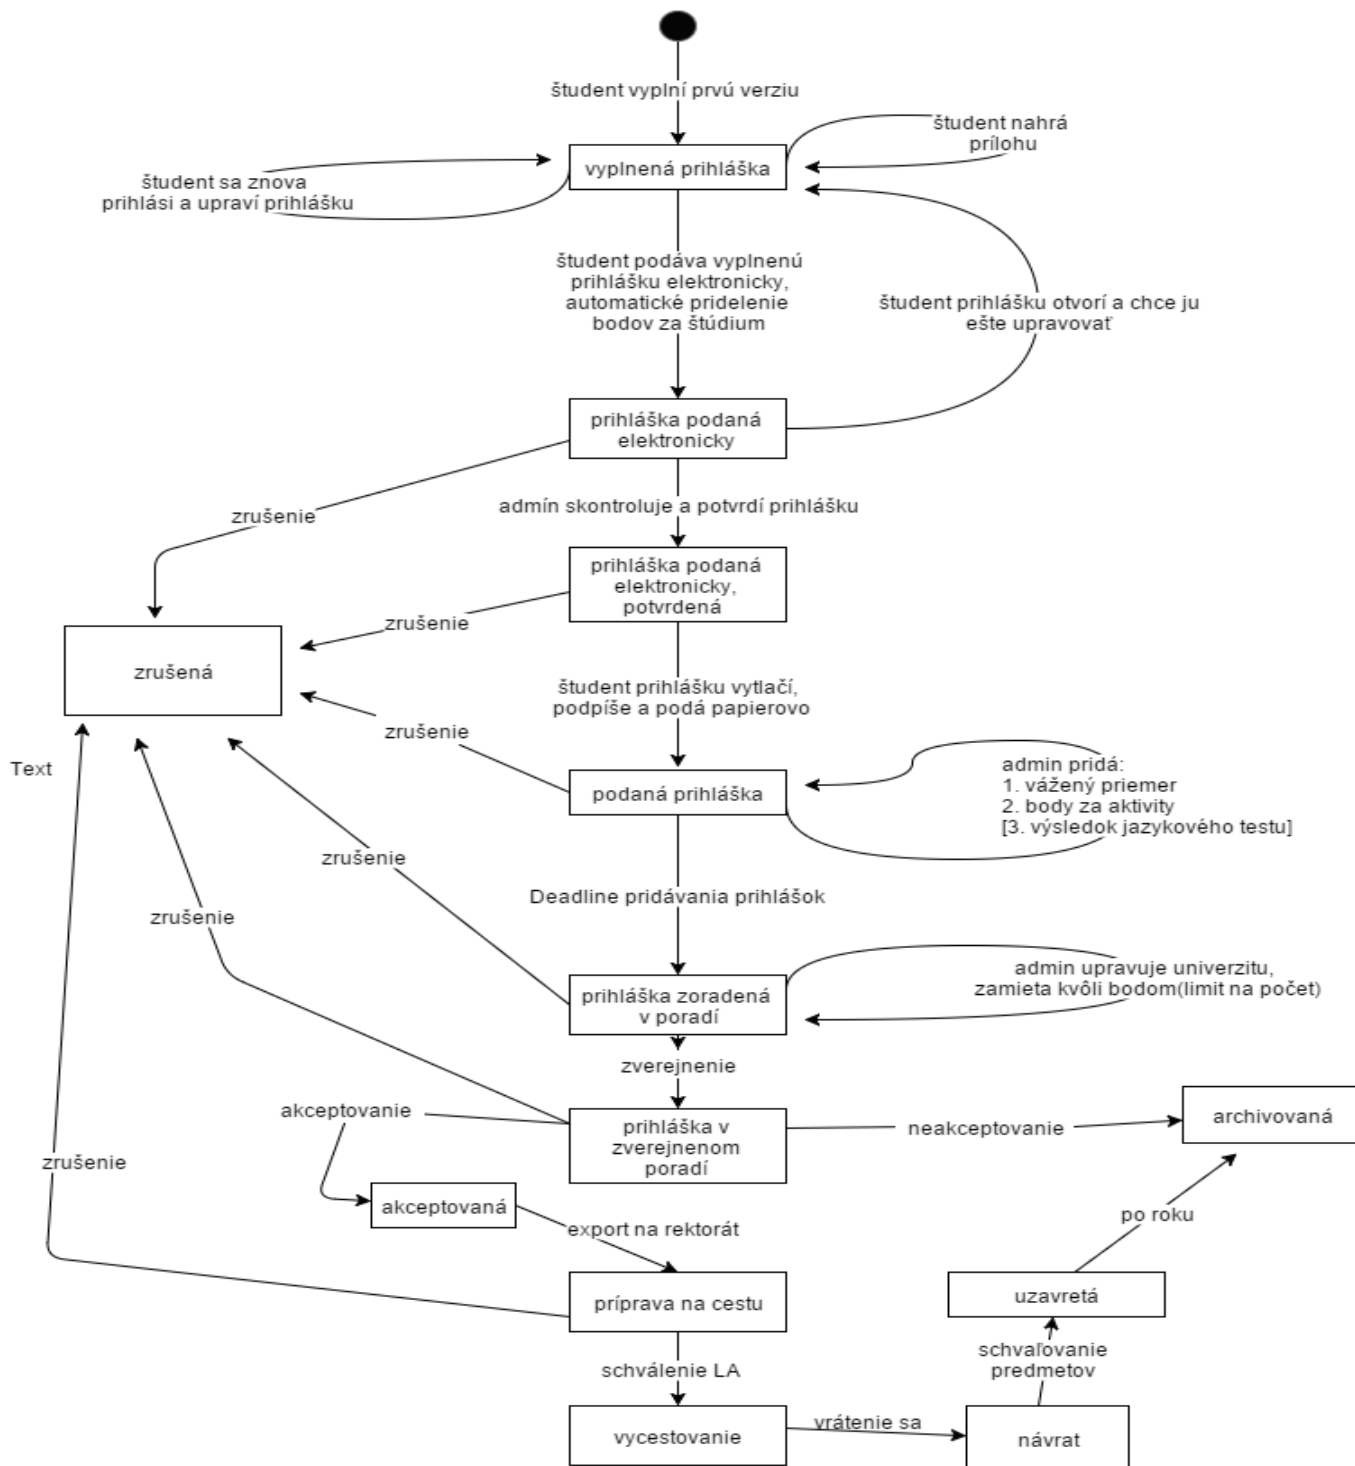 študent vyplní prvú verziu
študent nahrá
prílohu
vyplnená prihláška
študent sa znova
prihlási a upraví prihlášku
študent podáva vyplnenú
prihlášku elektronicky,
automatické pridelenie
bodov za štúdium
študent prihlášku otvorí a chce ju
ešte upravovať
prihláška podaná
elektronicky
zrušenie
admín skontroluje a potvrdí prihlášku
prihláška podaná
elektronicky,
potvrdená
zrušenie
zrušená
študent prihlášku vytlačí,
podpíše a podá papierovo
zrušenie
Text
admin pridá:
1. vážený priemer
2. body za aktivity
[3. výsledok jazykového testu]
podaná prihláška
zrušenie
Deadline pridávania prihlášok
zrušenie
admin upravuje univerzitu,
zamieta kvôli bodom(limit na počet)
prihláška zoradená
v poradí
zverejnenie
akceptovanie
prihláška v
zverejnenom
poradí
neakceptovanie
archivovaná
zrušenie
akceptovaná
export na rektorát
po roku
príprava na cestu
uzavretá
schválenie LA
schvaľovanie
predmetov
vycestovanie
vrátenie sa
návrat